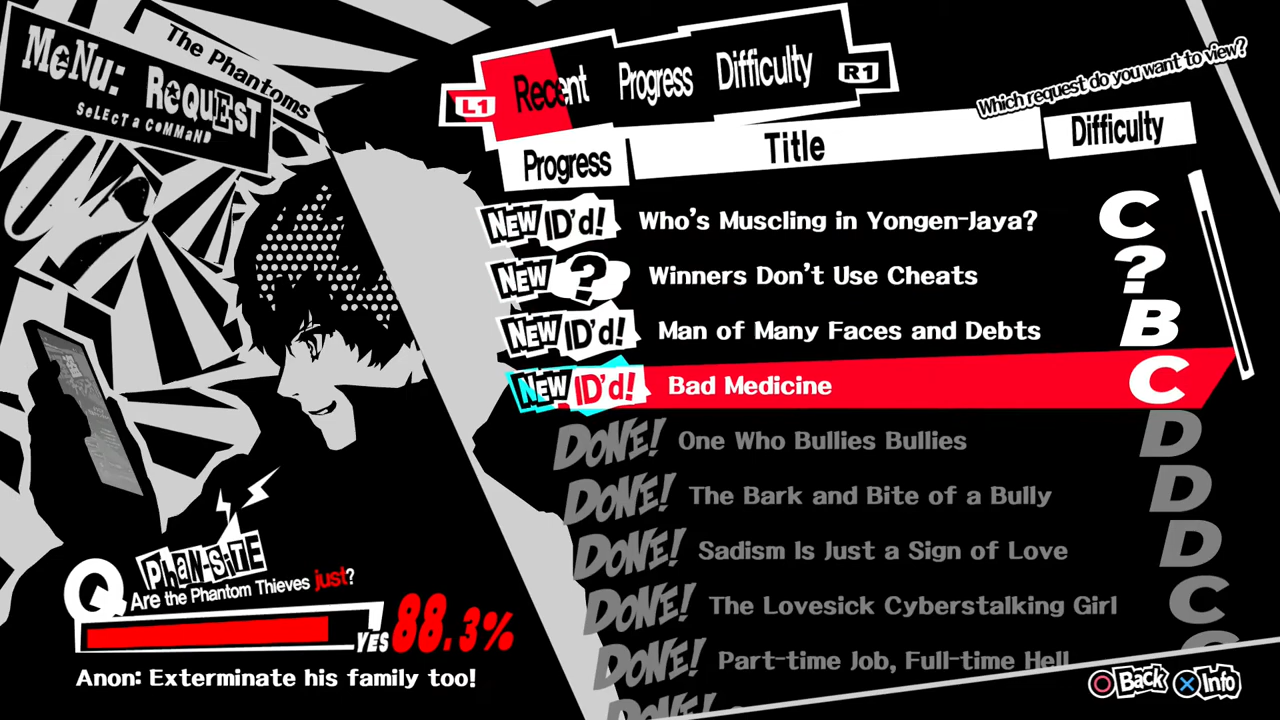 The Phantoms
MeNu: ReQuEST
SeLEcT a CoMMaND
L1 Recent Progress Difficulty R1
Which request do you want to view?
Progress Title Difficulty
NEW ID'd! Who's Muscling in Yongen-Jaya? C
NEW ? Winners Don't Use Cheats ?
NEW ID'd! Man of Many Faces and Debts B
NEW ID'd! Bad Medicine C
DONE! One Who Bullies Bullies D
DONE! The Bark and Bite of a Bully D
DONE! Sadism Is Just a Sign of Love D
DONE! The Lovesick Cyberstalking Girl C
DONE! Part-time Job, Full-time Hell
PhaN-SiTE
Q Are the Phantom Thieves just?
YES 88.3%
Anon: Exterminate his family too!
Back Info